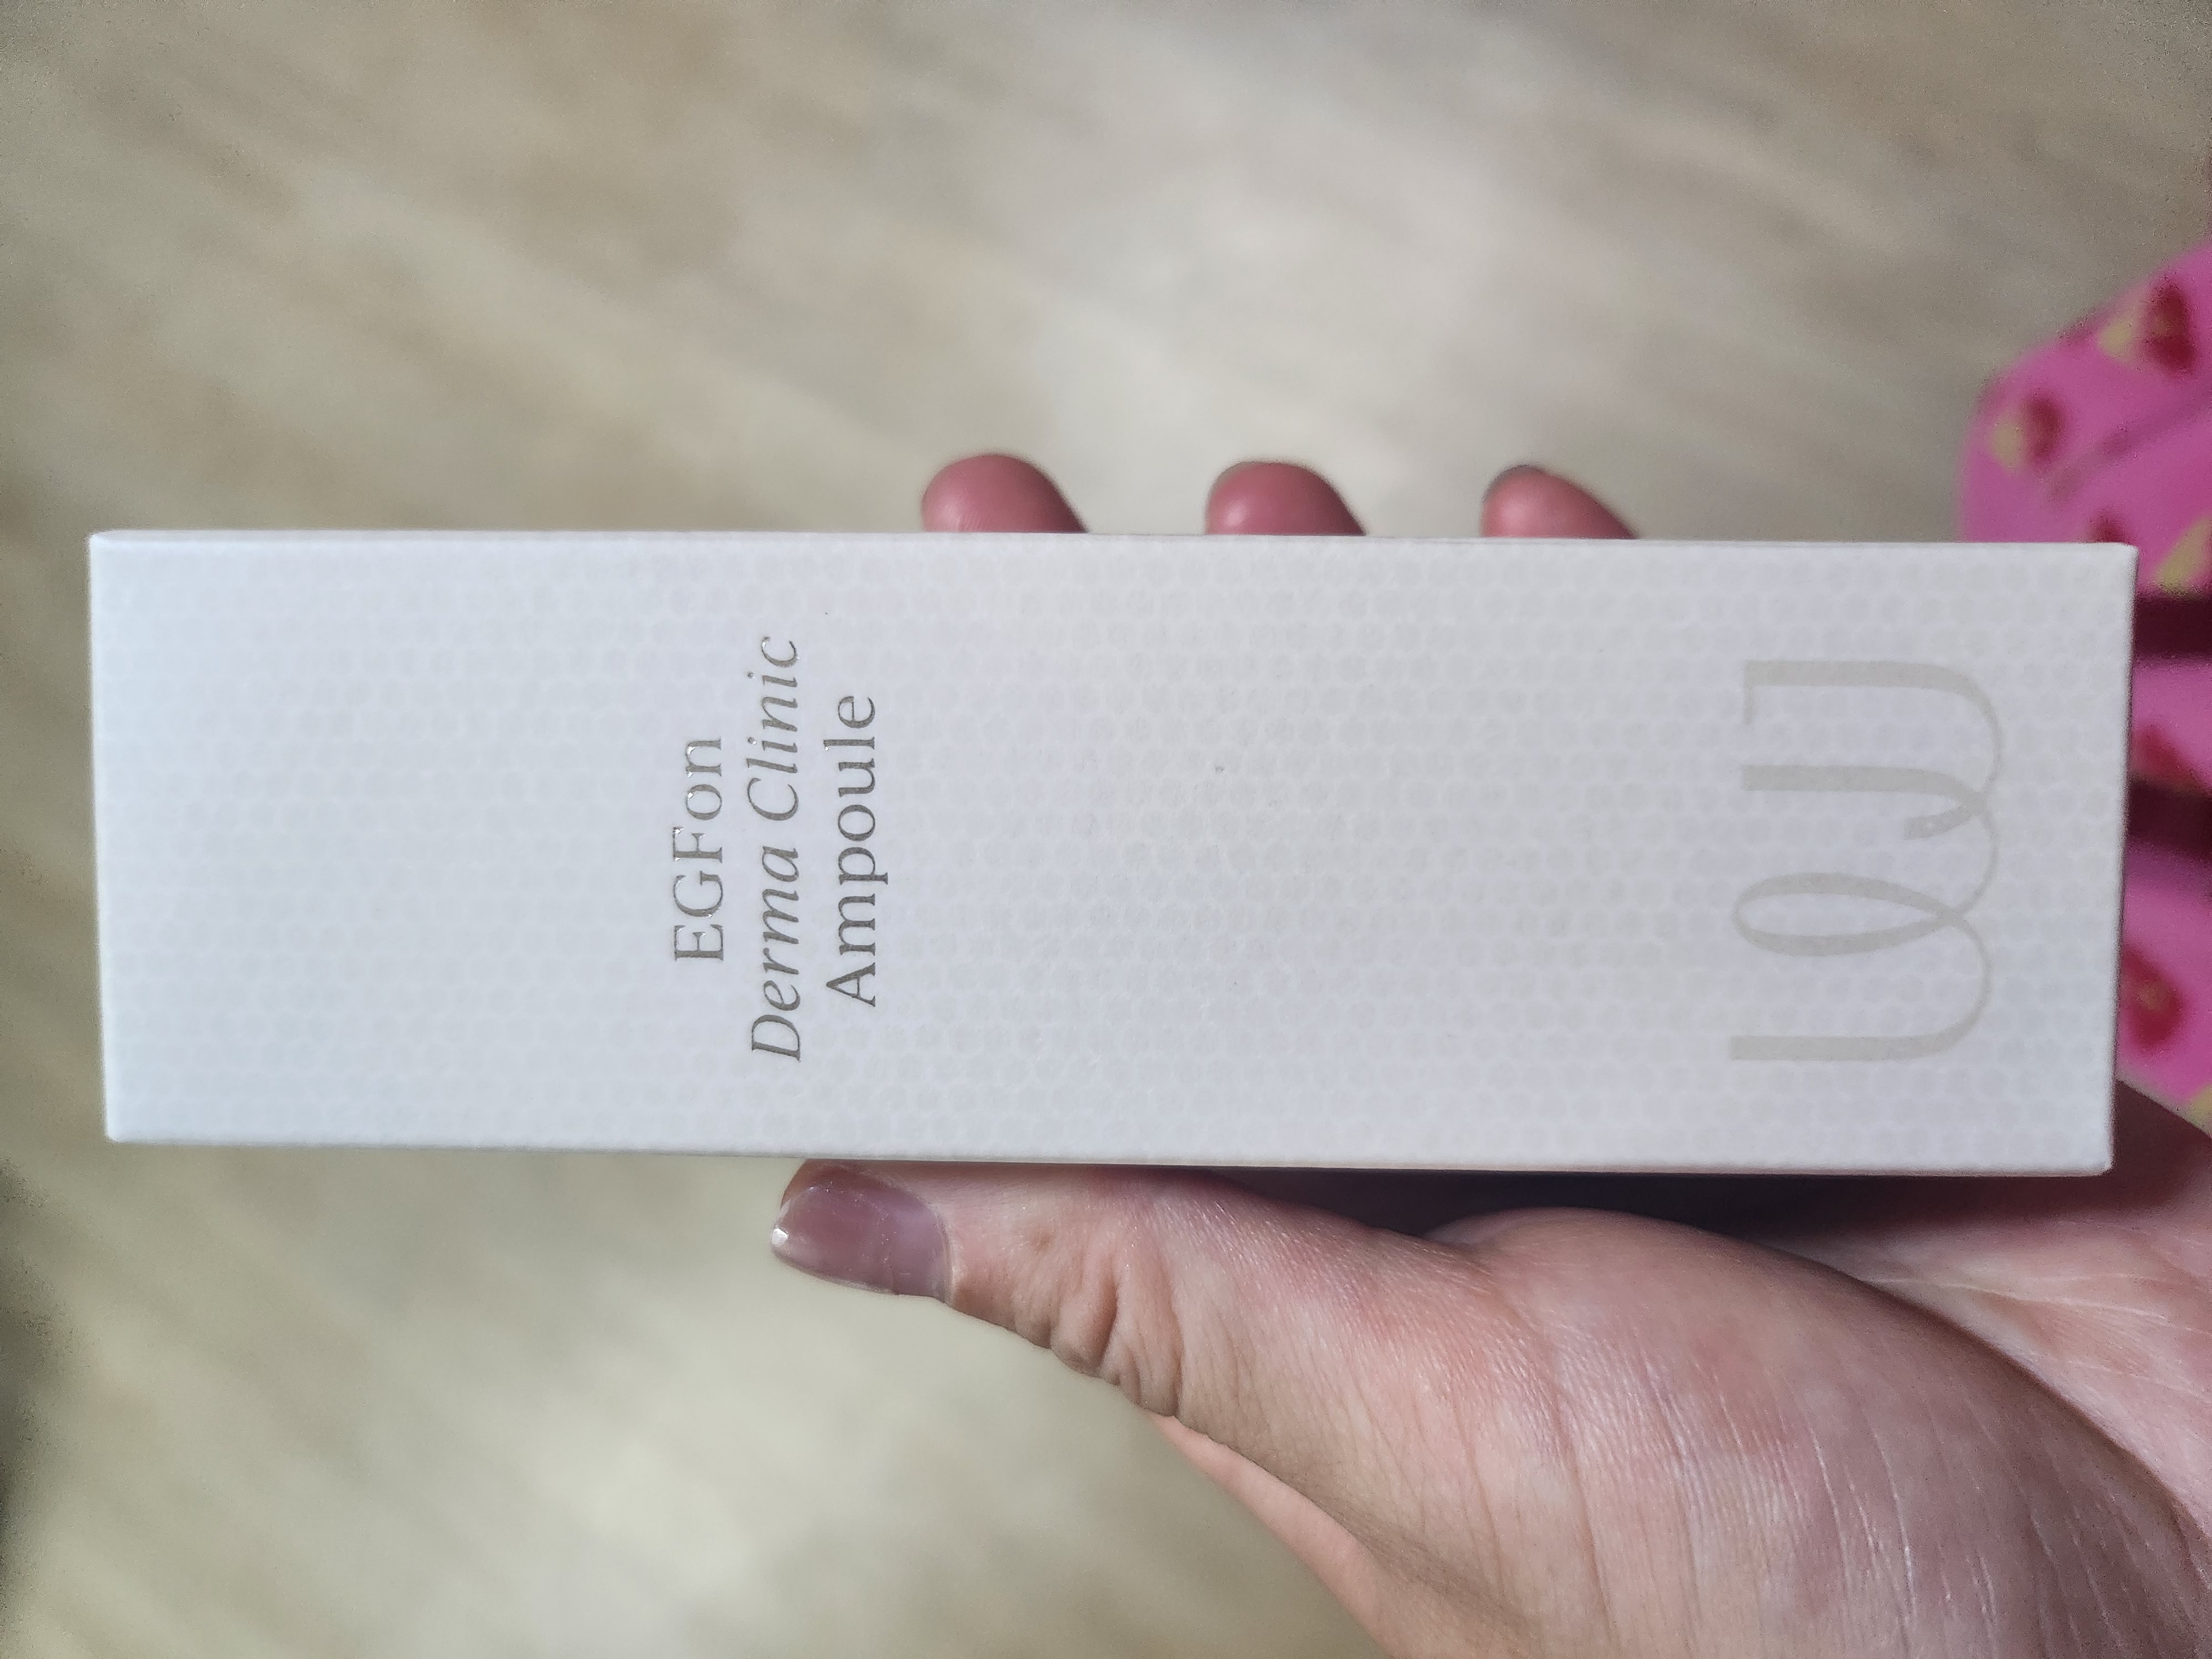 EGFon
Derma Clinic
Ampoule